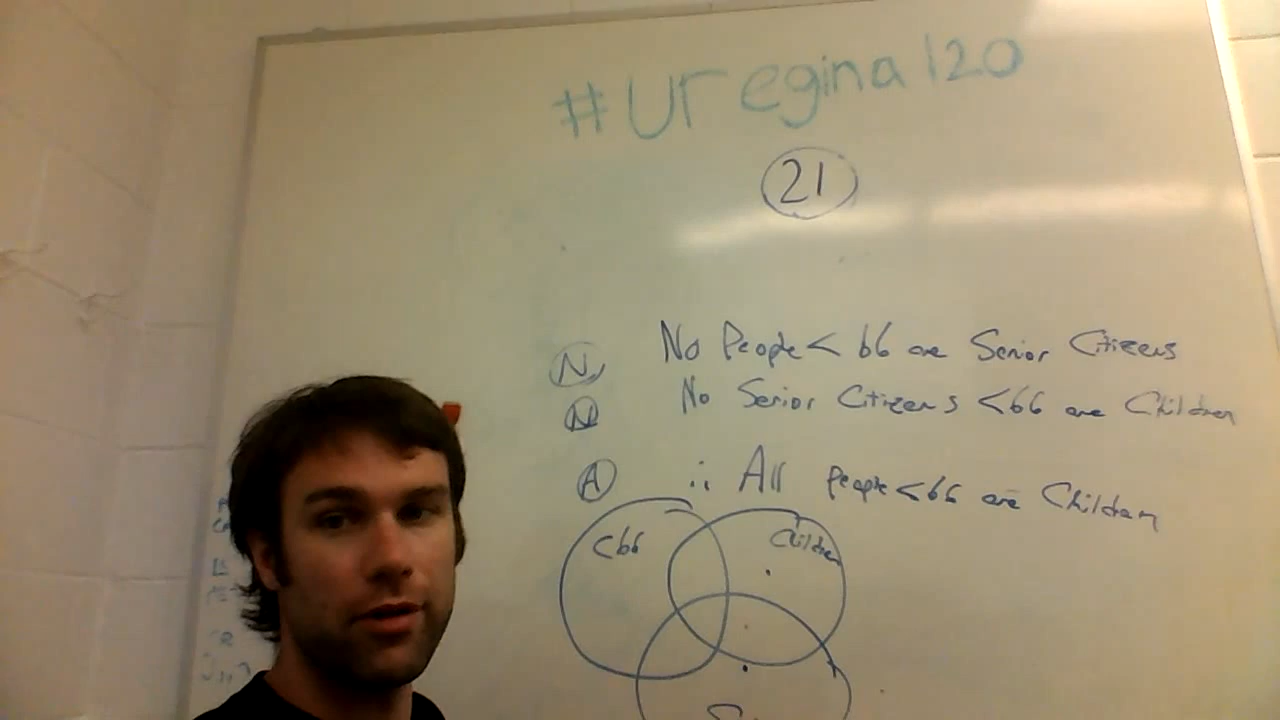 #Uregina120
21
N No People < 66 are Senior Citizens
N No Senior Citizens <66 are Children
A ∴ All People <66 are Children
<66 Children